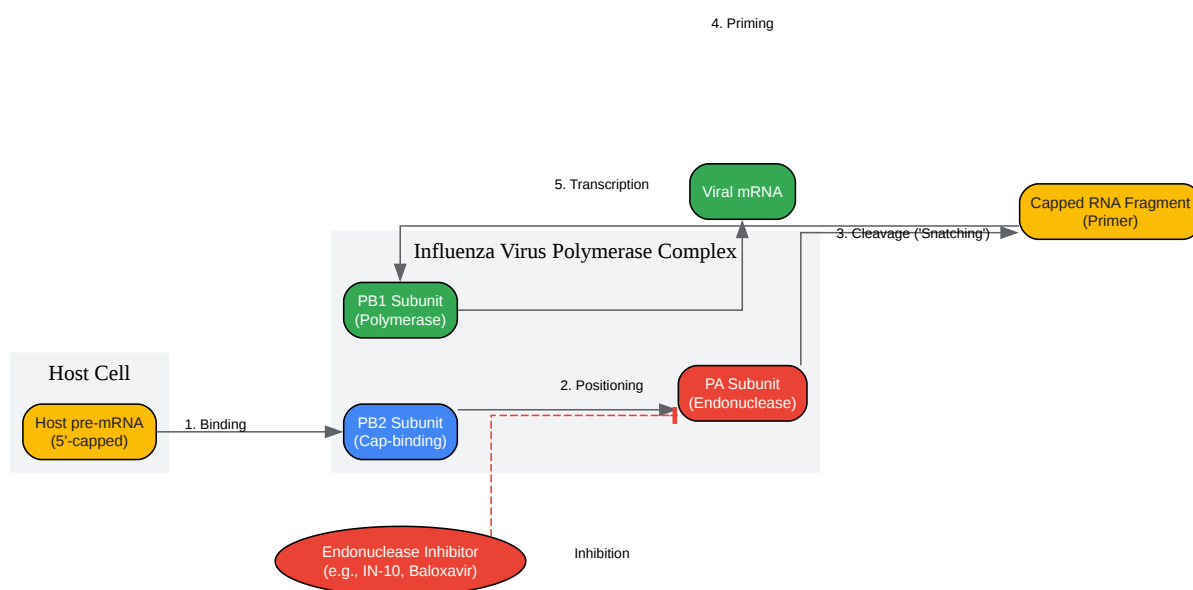 4. Priming
5. Transcription
Viral mRNA
Capped RNA Fragment
(Primer)
3. Cleavage ('Snatching')
Influenza Virus Polymerase Complex
PB1 Subunit
(Polymerase)
Host Cell
PA Subunit
(Endonuclease)
2. Positioning
Host pre-mRNA
(5'-capped)
1. Binding
PB2 Subunit
(Cap-binding)
Endonuclease Inhibitor
(e.g., IN-10, Baloxavir)
Inhibition